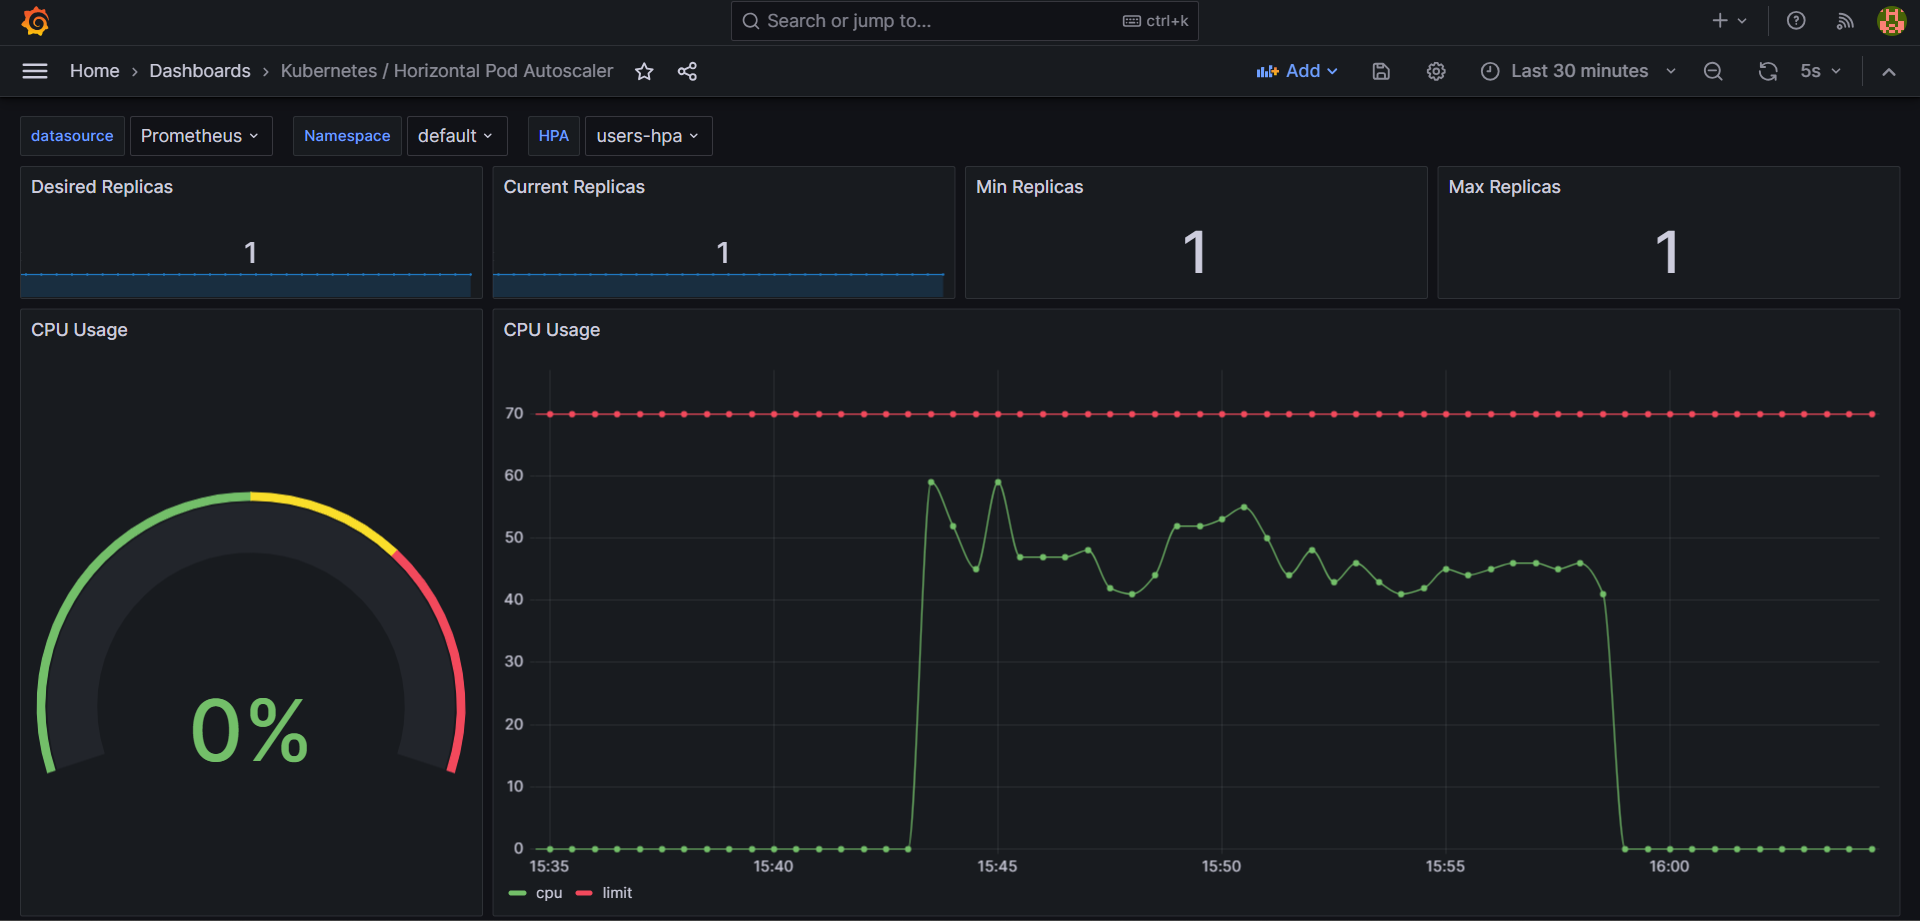 Search or jump to... ctrl+k
Home › Dashboards › Kubernetes / Horizontal Pod Autoscaler Add Last 30 minutes 5s
datasource Prometheus Namespace default HPA users-hpa
Desired Replicas
1
Current Replicas
1
Min Replicas
1
Max Replicas
1
CPU Usage
0%
CPU Usage
70
60
50
40
30
20
10
0
15:35 15:40 15:45 15:50 15:55 16:00
cpu limit